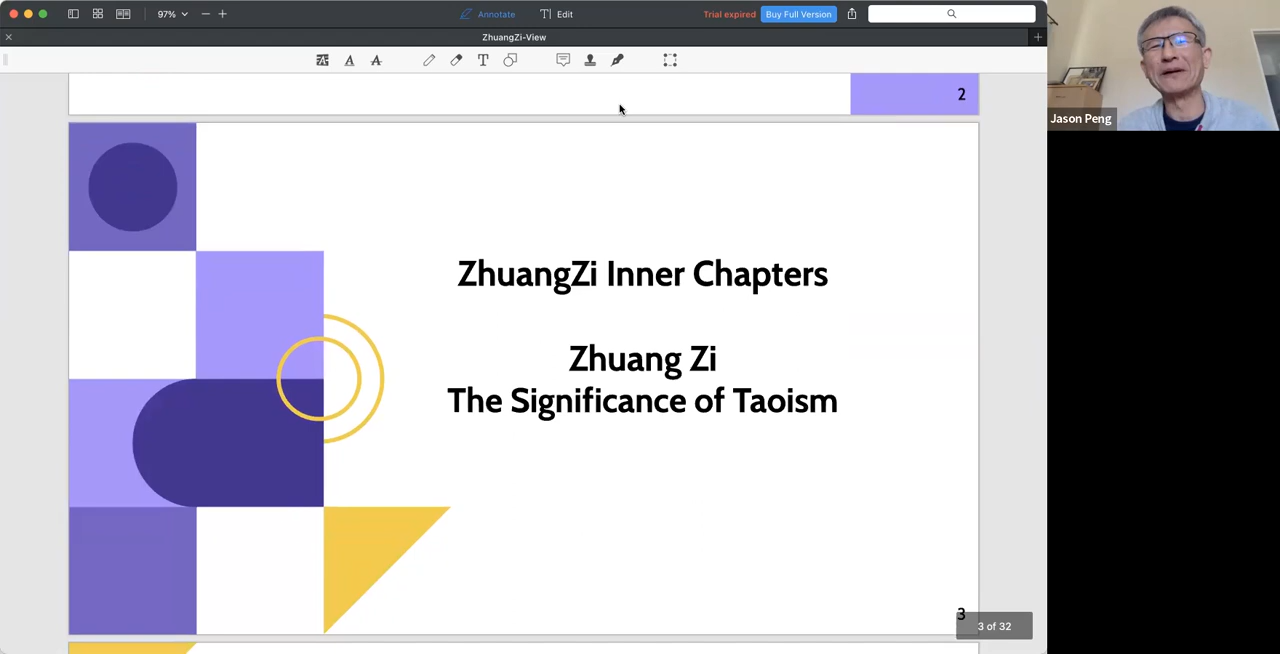 97%
Annotate
Edit
Trial expired
Buy Full Version
ZhuangZi-View
A
A
A
T
2
Jason Peng
ZhuangZi Inner Chapters
Zhuang Zi
The Significance of Taoism
3
3 of 32